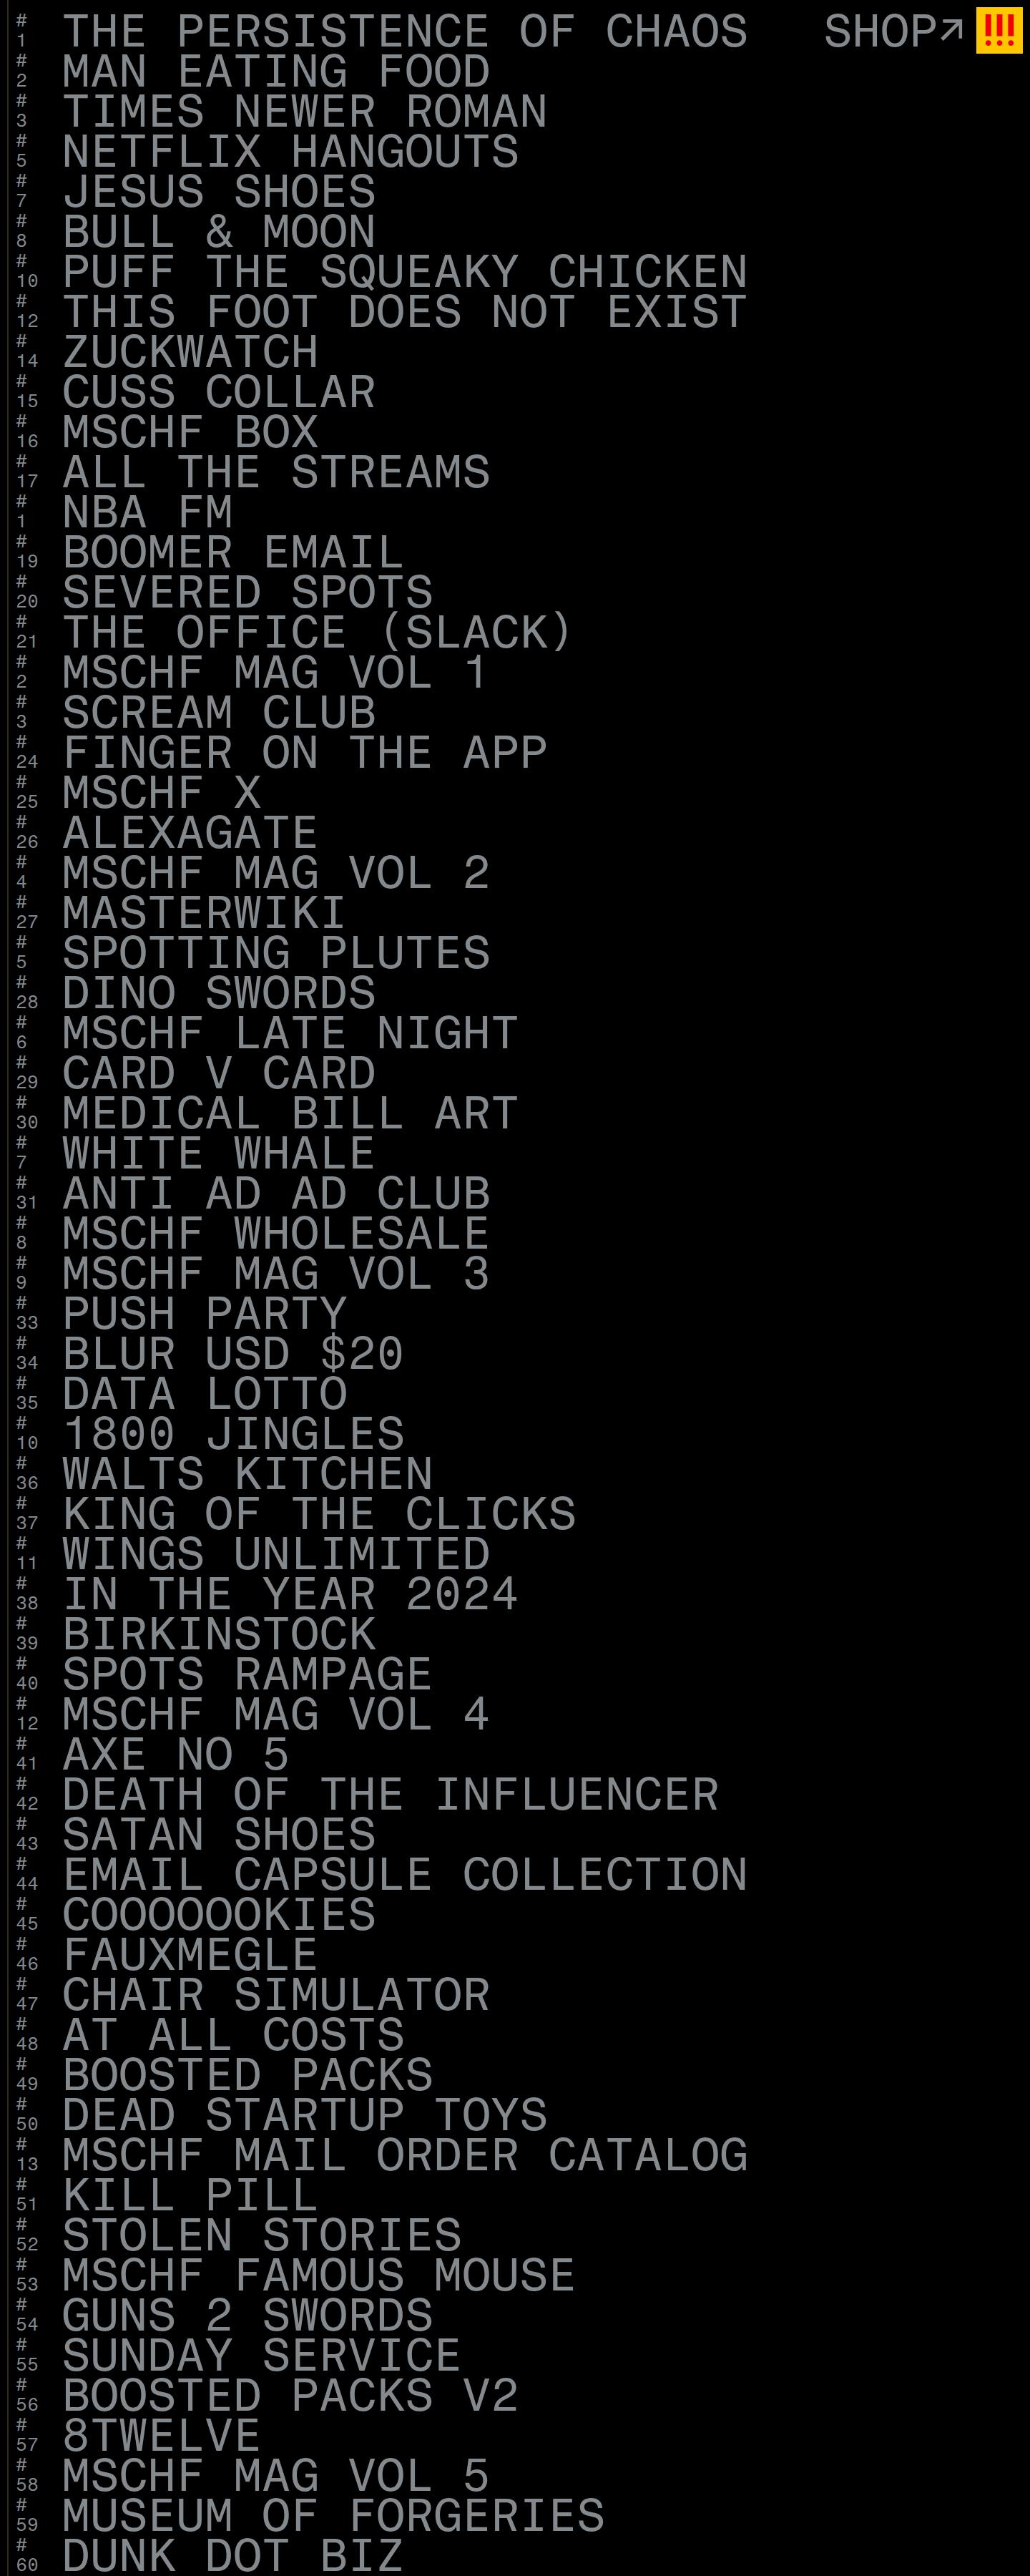 # 1 THE PERSISTENCE OF CHAOS SHOP↗ !!!
# 2 MAN EATING FOOD
# 3 TIMES NEWER ROMAN
# 5 NETFLIX HANGOUTS
# 7 JESUS SHOES
# 8 BULL & MOON
# 10 PUFF THE SQUEAKY CHICKEN
# 12 THIS FOOT DOES NOT EXIST
# 14 ZUCKWATCH
# 15 CUSS COLLAR
# 16 MSCHF BOX
# 17 ALL THE STREAMS
# 1 NBA FM
# 19 BOOMER EMAIL
# 20 SEVERED SPOTS
# 21 THE OFFICE (SLACK)
# 2 MSCHF MAG VOL 1
# 3 SCREAM CLUB
# 24 FINGER ON THE APP
# 25 MSCHF X
# 26 ALEXAGATE
# 4 MSCHF MAG VOL 2
# 27 MASTERWIKI
# 5 SPOTTING PLUTES
# 28 DINO SWORDS
# 6 MSCHF LATE NIGHT
# 29 CARD V CARD
# 30 MEDICAL BILL ART
# 7 WHITE WHALE
# 31 ANTI AD AD CLUB
# 8 MSCHF WHOLESALE
# 9 MSCHF MAG VOL 3
# 33 PUSH PARTY
# 34 BLUR USD $20
# 35 DATA LOTTO
# 10 1800 JINGLES
# 36 WALTS KITCHEN
# 37 KING OF THE CLICKS
# 11 WINGS UNLIMITED
# 38 IN THE YEAR 2024
# 39 BIRKINSTOCK
# 40 SPOTS RAMPAGE
# 12 MSCHF MAG VOL 4
# 41 AXE NO 5
# 42 DEATH OF THE INFLUENCER
# 43 SATAN SHOES
# 44 EMAIL CAPSULE COLLECTION
# 45 COOOOOOKIES
# 46 FAUXMEGLE
# 47 CHAIR SIMULATOR
# 48 AT ALL COSTS
# 49 BOOSTED PACKS
# 50 DEAD STARTUP TOYS
# 13 MSCHF MAIL ORDER CATALOG
# 51 KILL PILL
# 52 STOLEN STORIES
# 53 MSCHF FAMOUS MOUSE
# 54 GUNS 2 SWORDS
# 55 SUNDAY SERVICE
# 56 BOOSTED PACKS V2
# 57 8TWELVE
# 58 MSCHF MAG VOL 5
# 59 MUSEUM OF FORGERIES
# 60 DUNK DOT BIZ